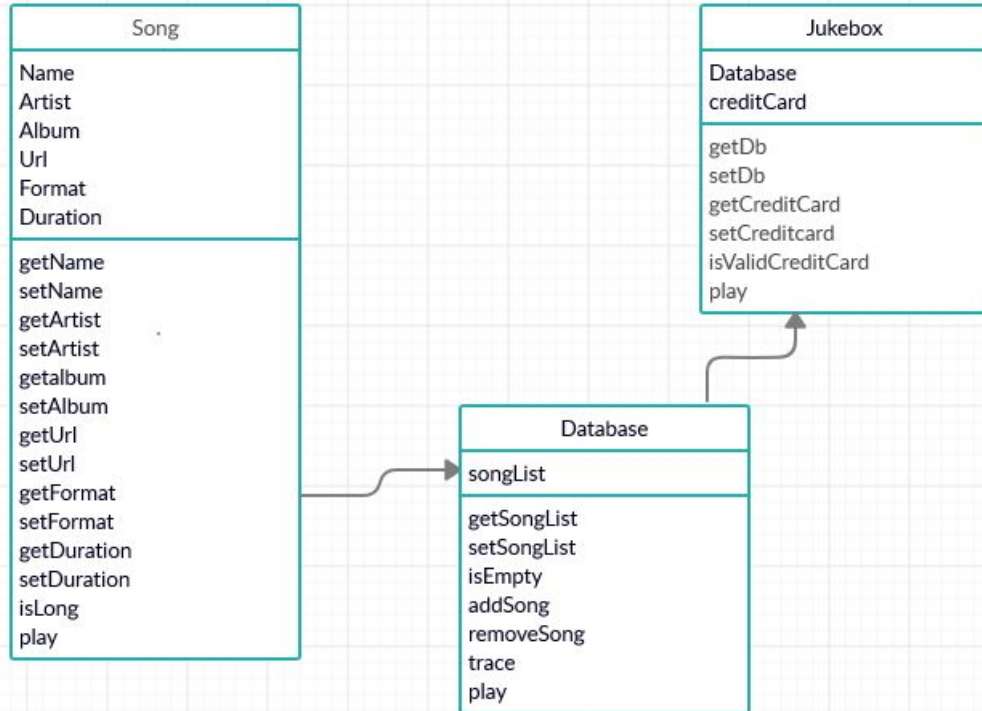 Song
Name
Artist
Album
Url
Format
Duration
getName
setName
getArtist
setArtist
getalbum
setAlbum
getUrl
setUrl
getFormat
setFormat
getDuration
setDuration
isLong
play
Jukebox
Database
creditCard
getDb
setDb
getCreditCard
setCreditcard
isValidCreditCard
play
Database
songList
getSongList
setSongList
isEmpty
addSong
removeSong
trace
play